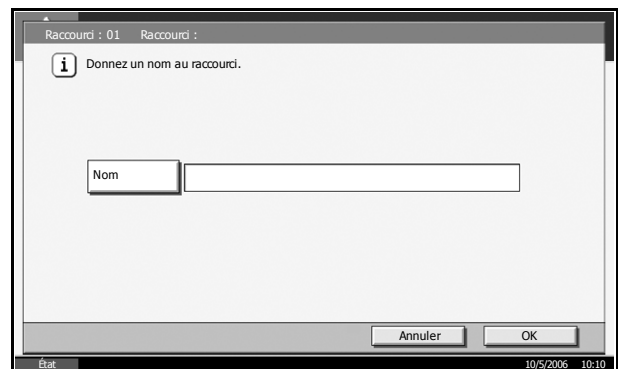 Raccourci : 01 Raccourci :
i Donnez un nom au raccourci.
Nom
Annuler OK
État 10/5/2006 10:10